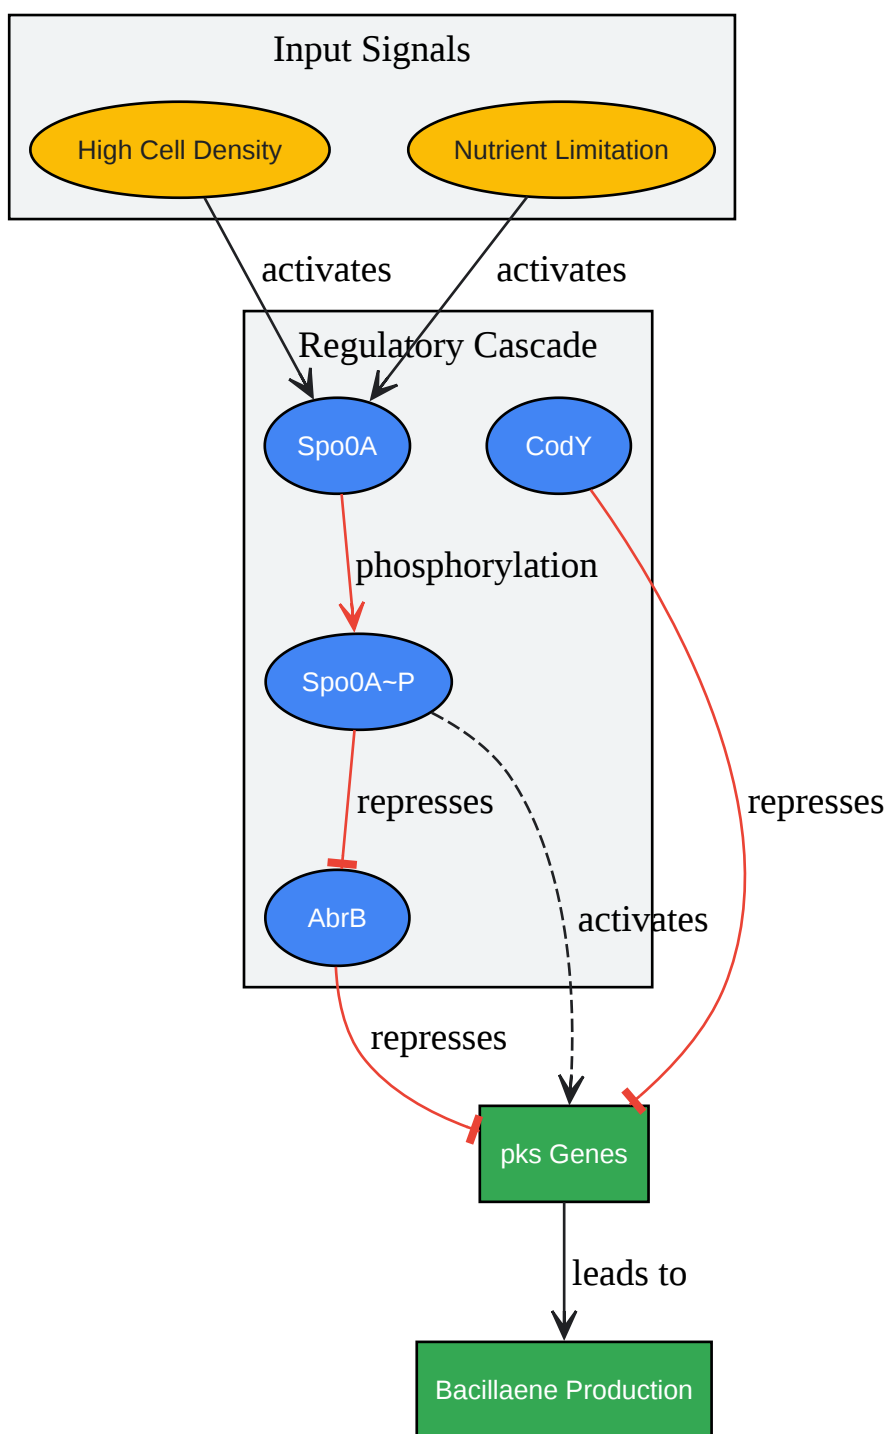 Input Signals
High Cell Density
Nutrient Limitation
activates
activates
Regulatory Cascade
Spo0A
CodY
phosphorylation
Spo0A~P
represses
represses
AbrB
activates
represses
pks Genes
leads to
Bacillaene Production